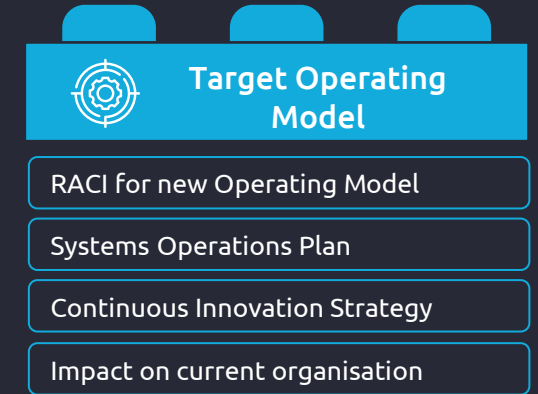 Target Operating
Model
RACI for new Operating Model
Systems Operations Plan
Continuous Innovation Strategy
Impact on current organisation